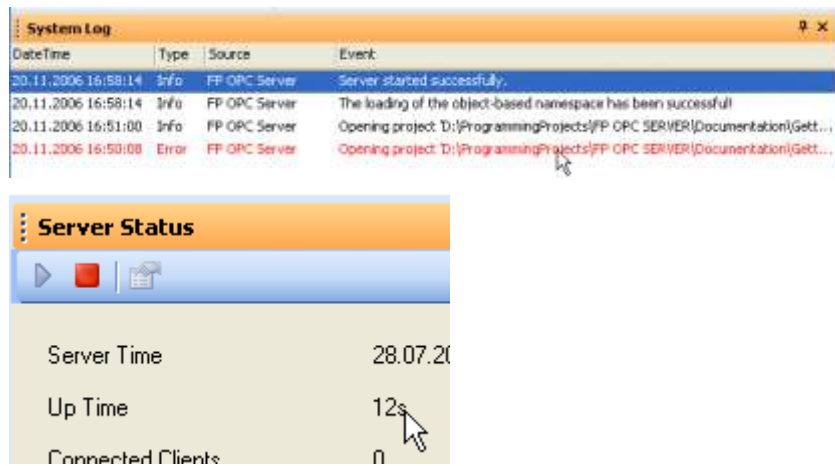 System Log
DateTime Type Source Event
20.11.2006 16:58:14 Info FP OPC Server Server started successfully.
20.11.2006 16:58:14 Info FP OPC Server The loading of the object-based namespace has been successful!
20.11.2006 16:51:00 Info FP OPC Server Opening project 'D:\ProgrammingProjects\FP OPC SERVER\Documentation\Gett...
20.11.2006 16:50:08 Error FP OPC Server Opening project 'D:\ProgrammingProjects\FP OPC SERVER\Documentation\Gett...
Server Status
Server Time 28.07.20
Up Time 12s
Connected Clients 0